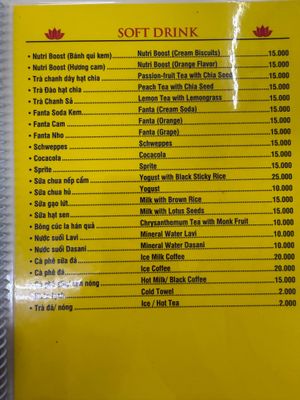 SOFT DRINK
• Nutri Boost (Bánh qui kem) Nutri Boost (Cream Biscuits) 15.000
• Nutri Boost (Hương cam) Nutri Boost (Orange Flavor) 15.000
• Trà chanh dây hạt chia Passion-fruit Tea with Chia Seed 15.000
• Trà Đào hạt chia Peach Tea with Chia Seed 15.000
• Trà Chanh Sả Lemon Tea with Lemongrass 15.000
• Fanta Soda Kem Fanta (Cream Soda) 15.000
• Fanta Cam Fanta (Orange) 15.000
• Fanta Nho Fanta (Grape) 15.000
• Schweppes Schweppes 15.000
• Cocacola Cocacola 15.000
• Sprite Sprite 15.000
• Sữa chua nếp cẩm Yogust with Black Sticky Rice 25.000
• Sữa chua hủ Yogust 10.000
• Sữa gạo lứt Milk with Brown Rice 15.000
• Sữa hạt sen Milk with Lotus Seeds 15.000
• Bông cúc la hán quả Chrysanthemum Tea with Monk Fruit 10.000
• Nước suối Lavi Mineral Water Lavi 10.000
• Nước suối Dasani Mineral Water Dasani 10.000
• Cà phê sữa đá Ice Milk Coffee 20.000
• Cà phê đá Ice Coffee 20.000
nóng Hot Milk/ Black Coffee 15.000
Cold Towel 2.000
• Trà đá/ nóng Ice / Hot Tea 2.000